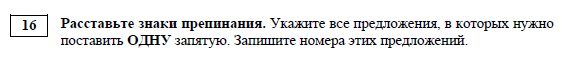 16 Расставьте знаки препинания. Укажите все предложения, в которых нужно
поставить ОДНУ запятую. Запишите номера этих предложений.